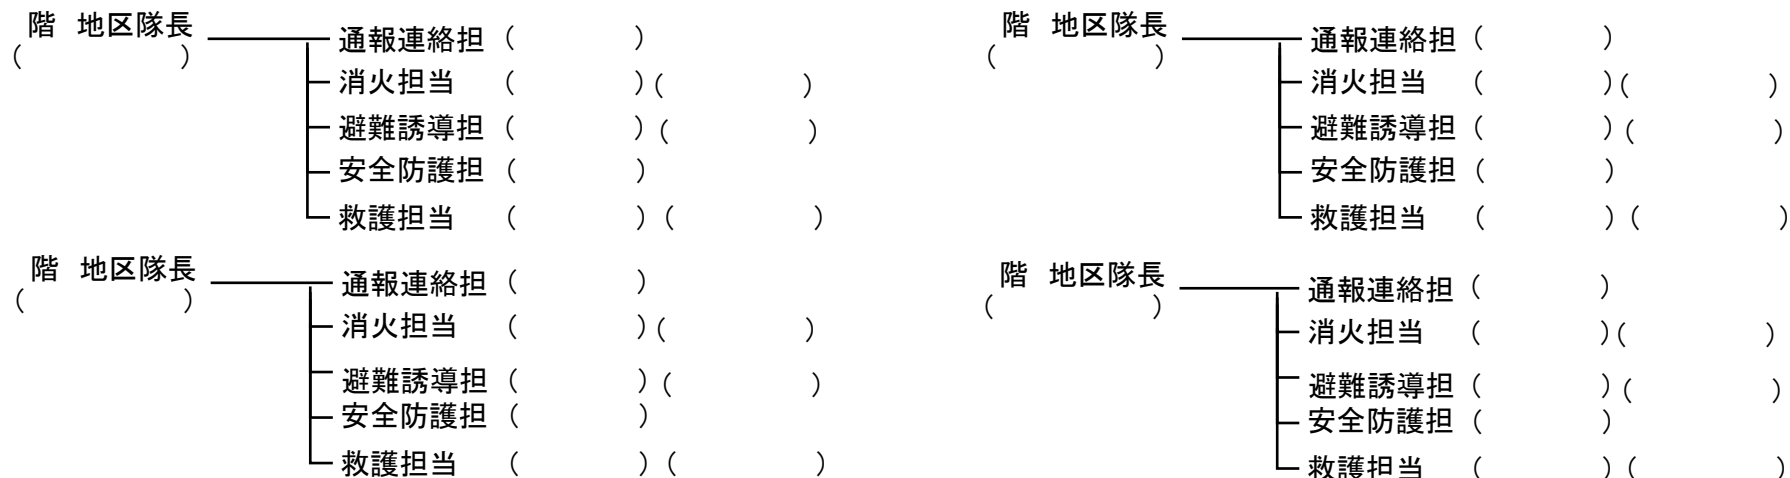 階 地区隊長
(　　　　　)
通報連絡担 (　　　　)
消火担当 (　　　　) (　　　　)
避難誘導担 (　　　　) (　　　　)
安全防護担 (　　　　)
救護担当 (　　　　) (　　　　)
階 地区隊長
(　　　　　)
通報連絡担 (　　　　)
消火担当 (　　　　) (　　　　)
避難誘導担 (　　　　) (　　　　)
安全防護担 (　　　　)
救護担当 (　　　　) (　　　　)
階 地区隊長
(　　　　　)
通報連絡担 (　　　　)
消火担当 (　　　　) (　　　　)
避難誘導担 (　　　　) (　　　　)
安全防護担 (　　　　)
救護担当 (　　　　) (　　　　)
階 地区隊長
(　　　　　)
通報連絡担 (　　　　)
消火担当 (　　　　) (　　　　)
避難誘導担 (　　　　) (　　　　)
安全防護担 (　　　　)
救護担当 (　　　　) (　　　　)